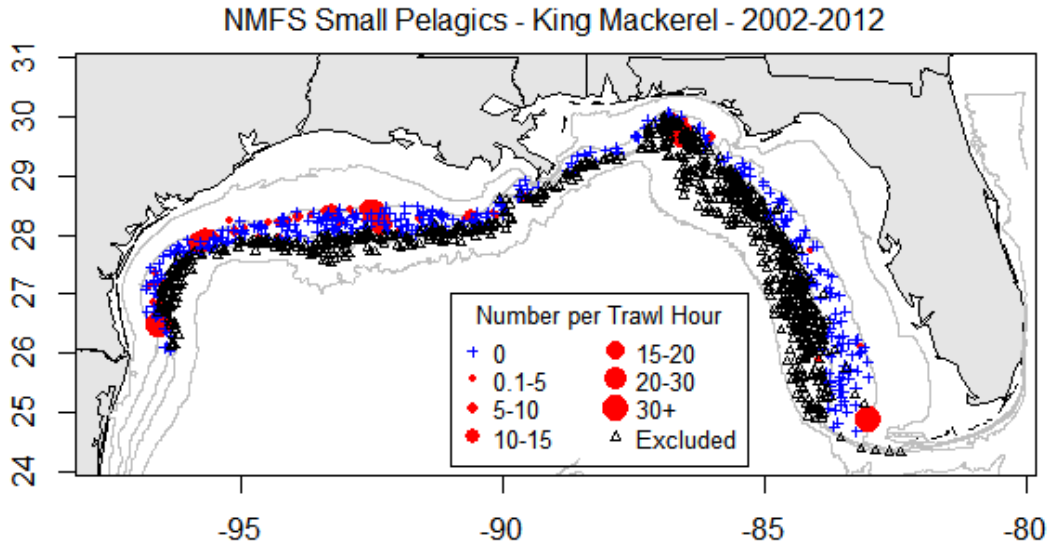 NMFS Small Pelagics - King Mackerel - 2002-2012
31
30
29
28
27
26
25
24
Number per Trawl Hour
0 15-20
0.1-5 20-30
5-10 30+
10-15 Excluded
-95 -90 -85 -80